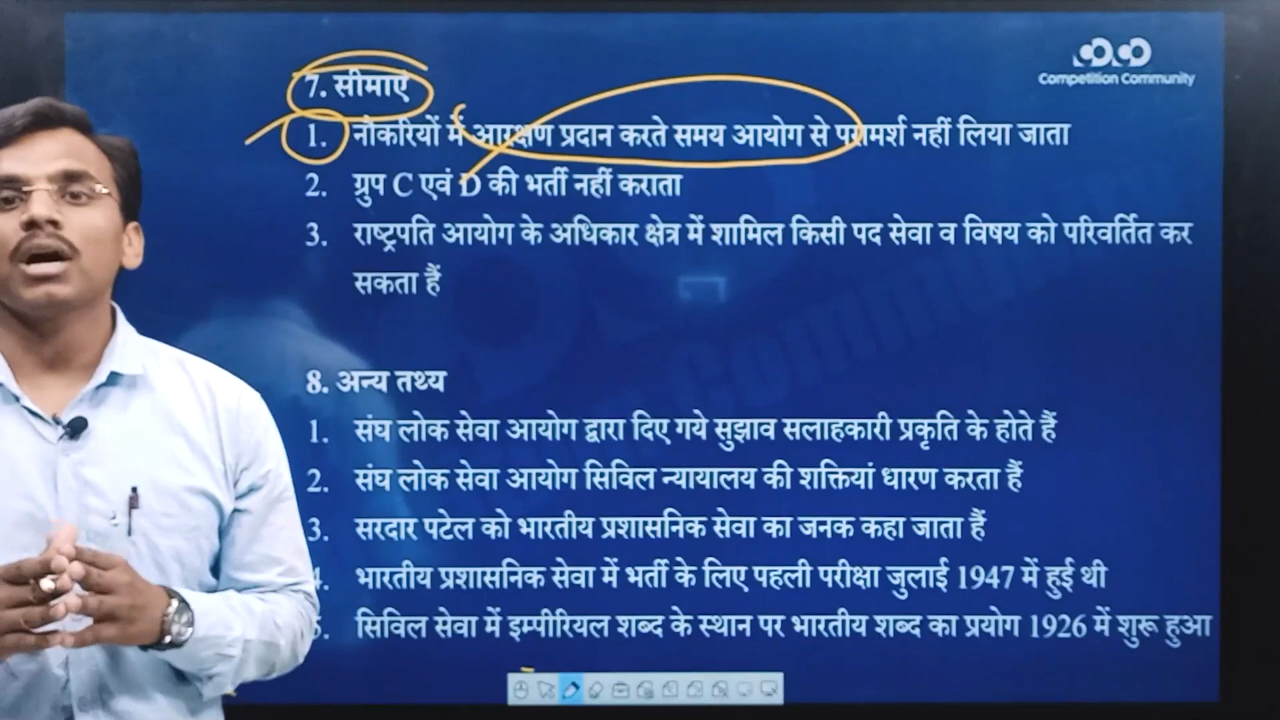 Competition Community
7. सीमाएं
1. नौकरियों में आरक्षण प्रदान करते समय आयोग से परामर्श नहीं लिया जाता
2. ग्रुप C एवं D की भर्ती नहीं कराता
3. राष्ट्रपति आयोग के अधिकार क्षेत्र में शामिल किसी पद सेवा व विषय को परिवर्तित कर
सकता हैं
8. अन्य तथ्य
1. संघ लोक सेवा आयोग द्वारा दिए गये सुझाव सलाहकारी प्रकृति के होते हैं
2. संघ लोक सेवा आयोग सिविल न्यायालय की शक्तियां धारण करता हैं
3. सरदार पटेल को भारतीय प्रशासनिक सेवा का जनक कहा जाता हैं
4. भारतीय प्रशासनिक सेवा में भर्ती के लिए पहली परीक्षा जुलाई 1947 में हुई थी
5. सिविल सेवा में इम्पीरियल शब्द के स्थान पर भारतीय शब्द का प्रयोग 1926 में शुरू हुआ